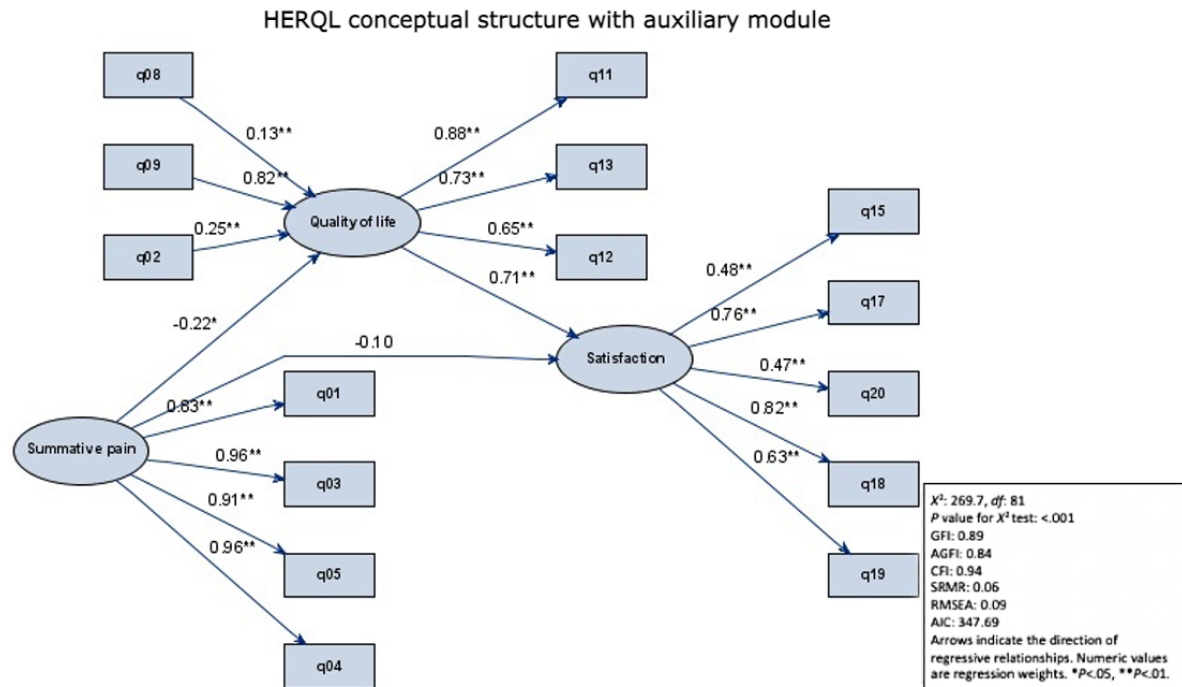 HERQL conceptual structure with auxiliary module
q08
q11
0.13**
0.88**
q09
q13
0.82**
0.73**
Quality of life
q02
0.25**
0.65**
q12
q15
0.71**
0.48**
q17
-0.22*
0.76**
-0.10
Satisfaction
0.47**
q20
q01
0.83**
0.82**
Summative pain
0.96**
q03
0.63**
q18
0.91**
q05
0.96**
q19
q04
X²: 269.7, df: 81
P value for X² test: <.001
GFI: 0.89
AGFI: 0.84
CFI: 0.94
SRMR: 0.06
RMSEA: 0.09
AIC: 347.69
Arrows indicate the direction of
regressive relationships. Numeric values
are regression weights. *P<.05, **P<.01.